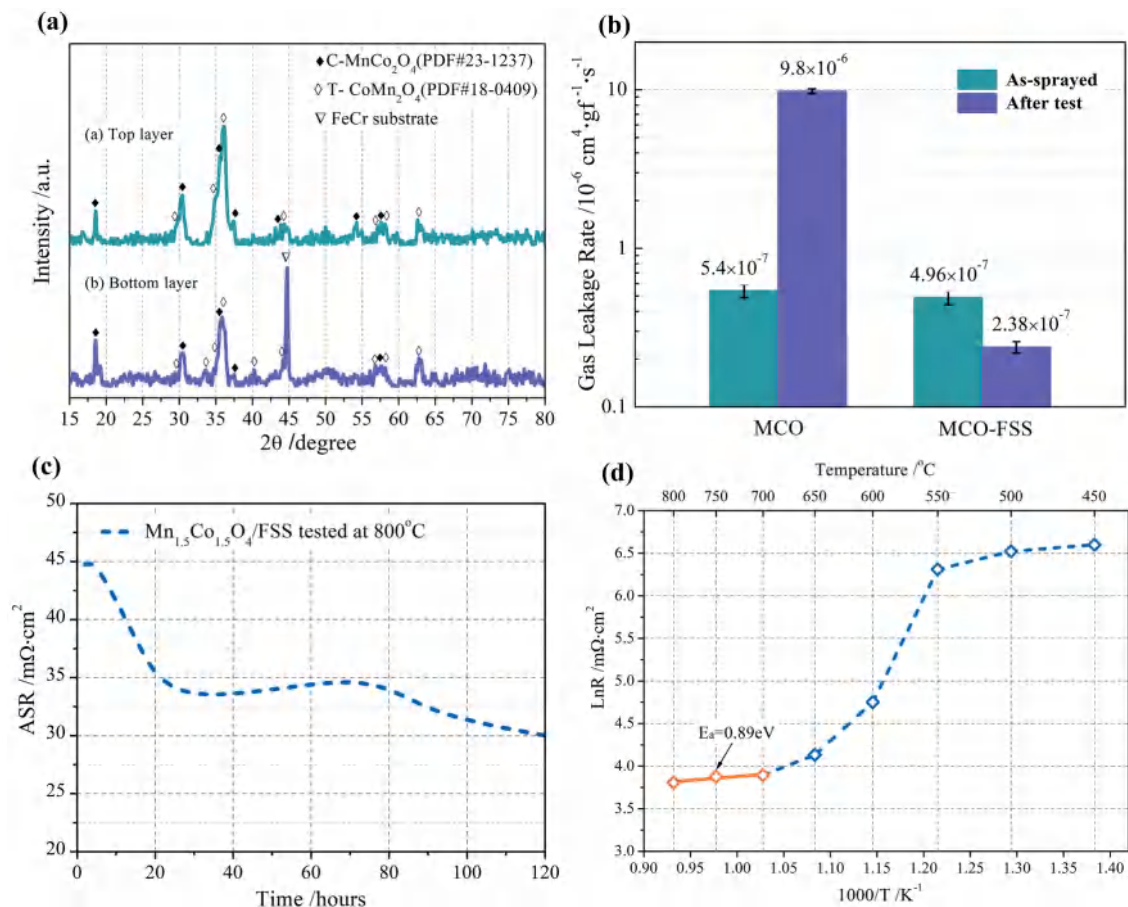 (a)
◆ C-MnCo₂O₄(PDF#23-1237)
◇ T- CoMn₂O₄(PDF#18-0409)
▽ FeCr substrate
(a) Top layer
(b) Bottom layer
Intensity /a.u.
15 20 25 30 35 40 45 50 55 60 65 70 75 80
2θ /degree
(b)
As-sprayed
After test
9.8×10⁻⁶
5.4×10⁻⁷
4.96×10⁻⁷
2.38×10⁻⁷
Gas Leakage Rate /10⁻⁶ cm⁴·gf⁻¹·s⁻¹
10
1
0.1
MCO MCO-FSS
(c)
Mn₁.₅Co₁.₅O₄/FSS tested at 800°C
ASR /mΩ·cm²
50
45
40
35
30
25
20
0 20 40 60 80 100 120
Time /hours
(d)
Temperature /°C
800 750 700 650 600 550 500 450
LnR /mΩ·cm²
7.0
6.5
6.0
5.5
5.0
4.5
4.0
3.5
3.0
Ea=0.89eV
0.90 0.95 1.00 1.05 1.10 1.15 1.20 1.25 1.30 1.35 1.40
1000/T /K⁻¹